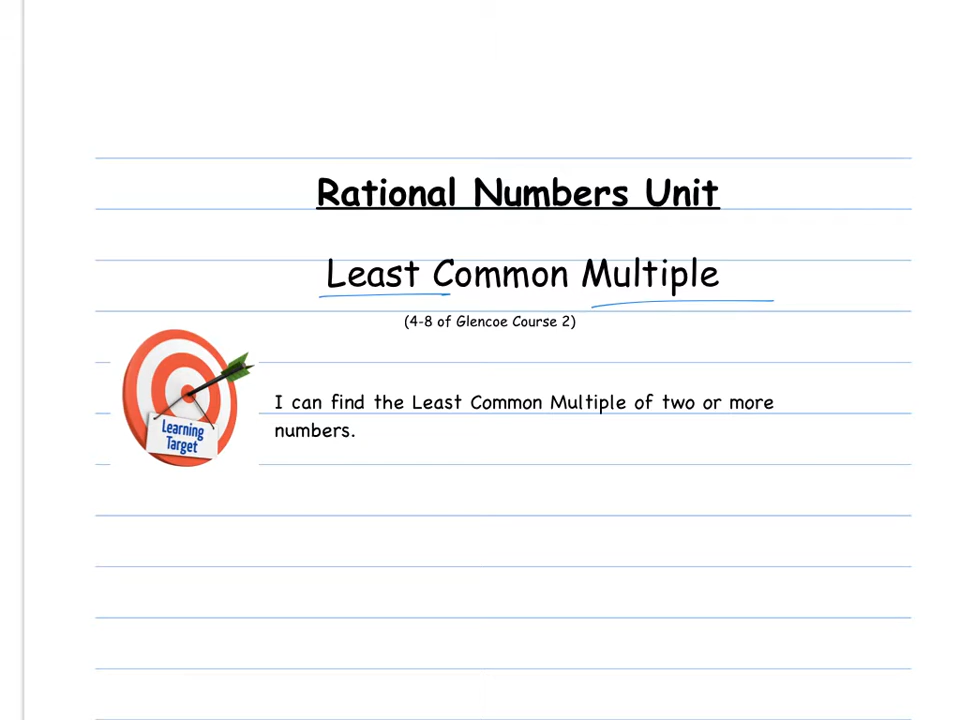 Rational Numbers Unit
Least Common Multiple
(4-8 of Glencoe Course 2)
I can find the Least Common Multiple of two or more
numbers.
Learning
Target